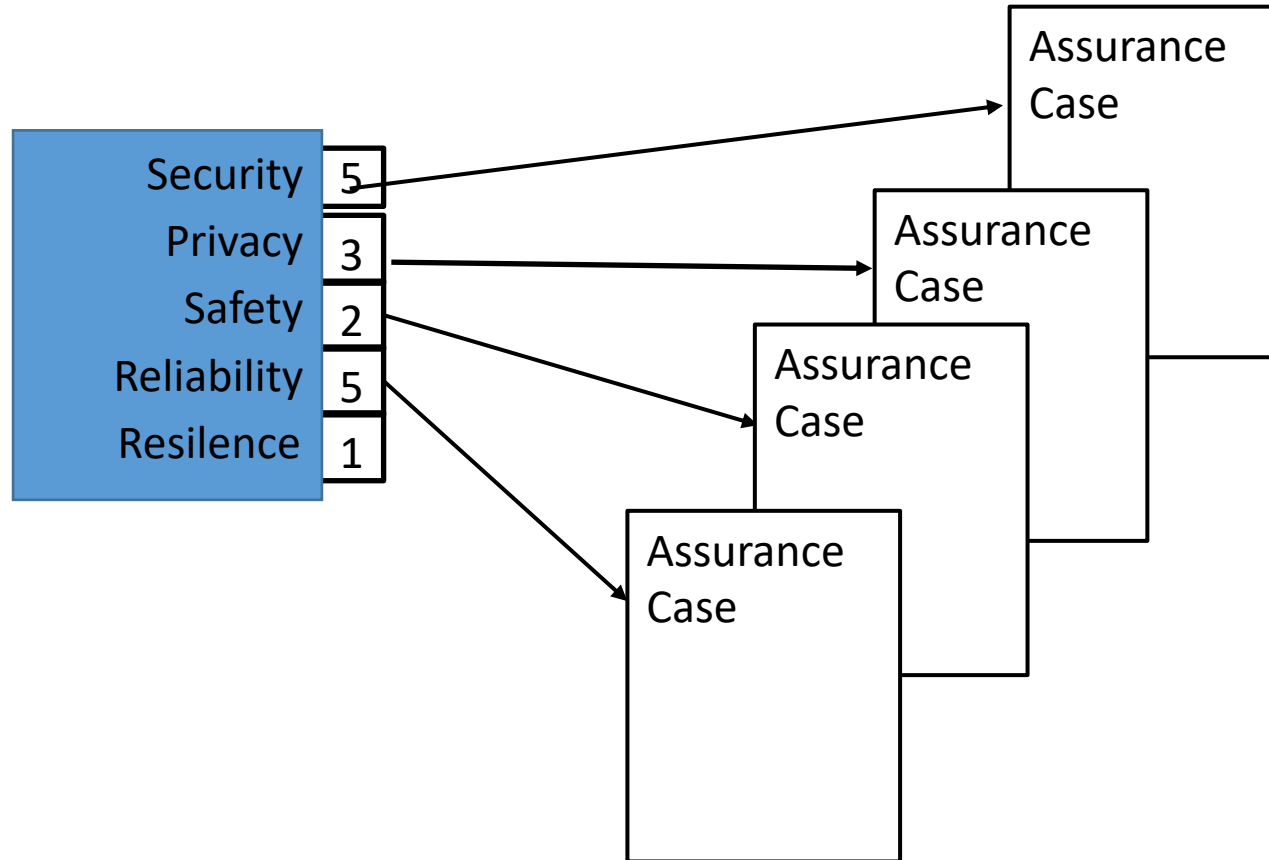 Security 5
Privacy 3
Safety 2
Reliability 5
Resilence 1
Assurance
Case
Assurance
Case
Assurance
Case
Assurance
Case